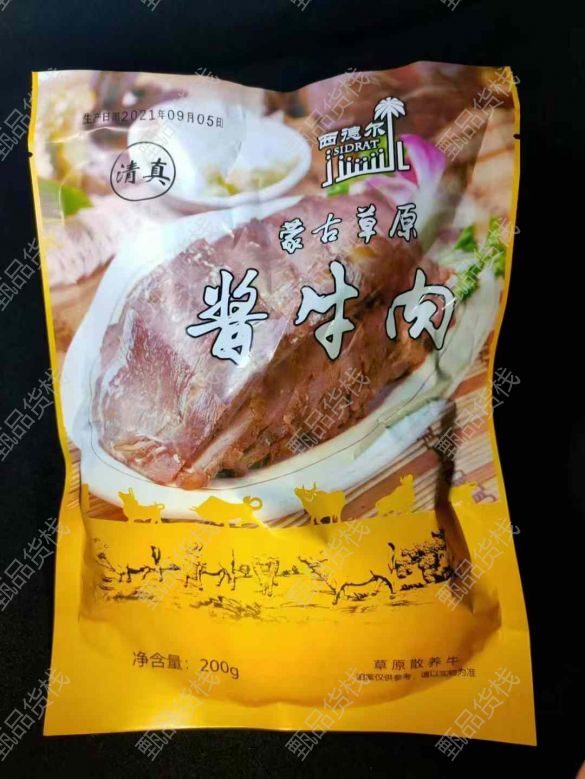 生产日期2021年09月05日
清真
西德尔
SIDRAT
蒙古草原
酱牛肉
净含量：200g
草原散养牛
图案仅供参考，请以实物为准
甄品货栈